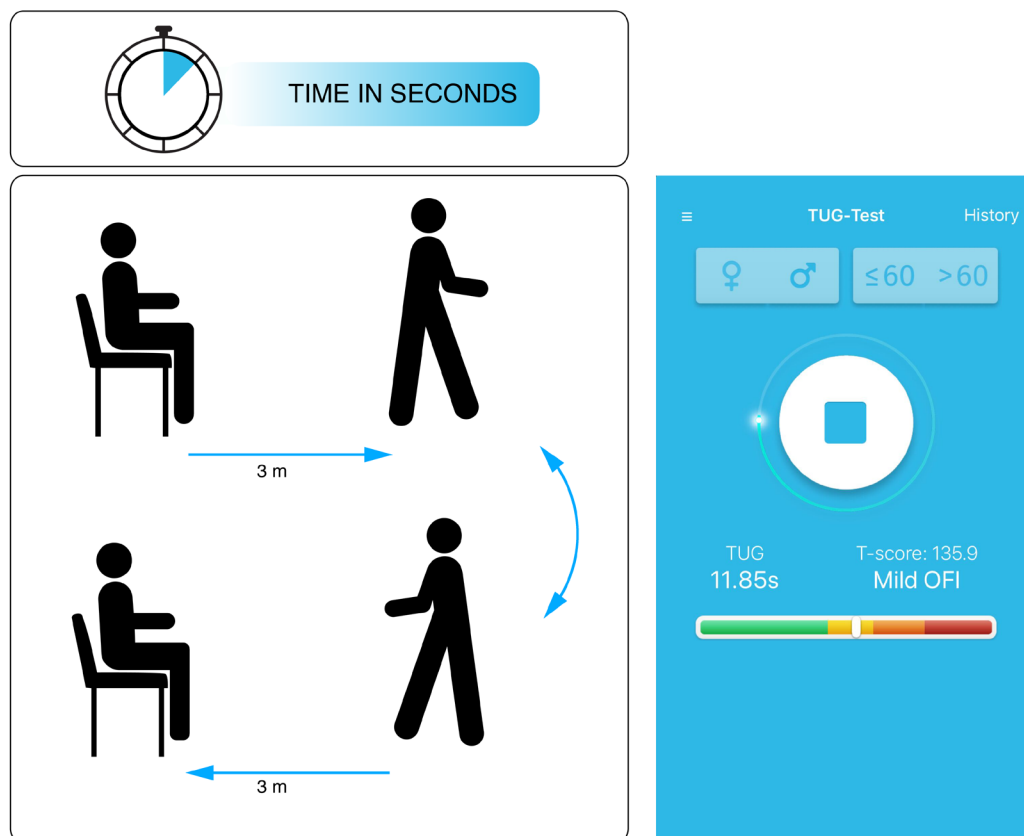 TIME IN SECONDS
3 m
3 m
TUG-Test
History
≤60 >60
TUG
11.85s
T-score: 135.9
Mild OFI